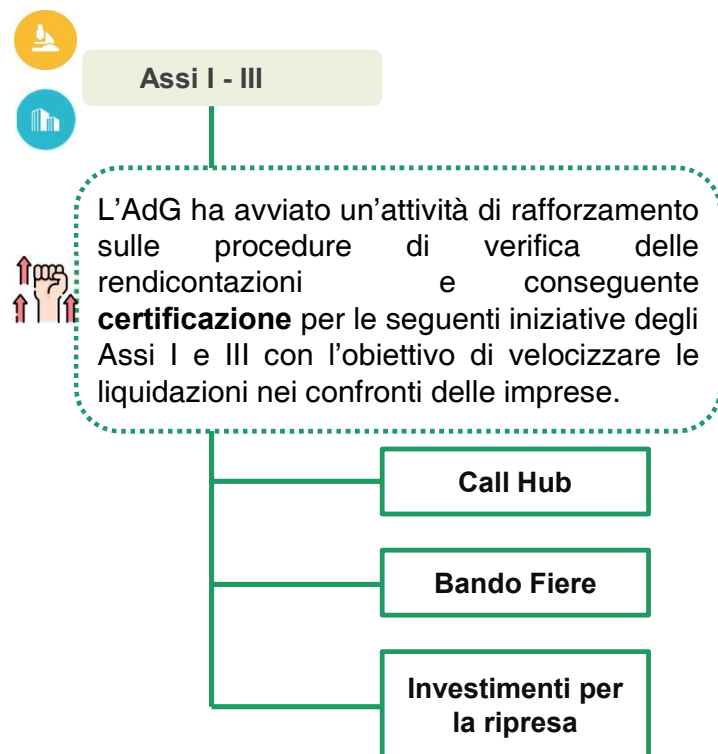 Assi I - III
L’AdG ha avviato un’attività di rafforzamento
sulle procedure di verifica delle
rendicontazioni e conseguente
certificazione per le seguenti iniziative degli
Assi I e III con l’obiettivo di velocizzare le
liquidazioni nei confronti delle imprese.
Call Hub
Bando Fiere
Investimenti per
la ripresa